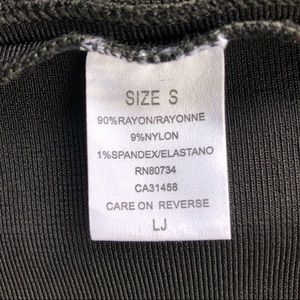 SIZE S
90%RAYON/RAYONNE
9%NYLON
1%SPANDEX/ELASTANO
RN80734
CA31458
CARE ON REVERSE
LJ